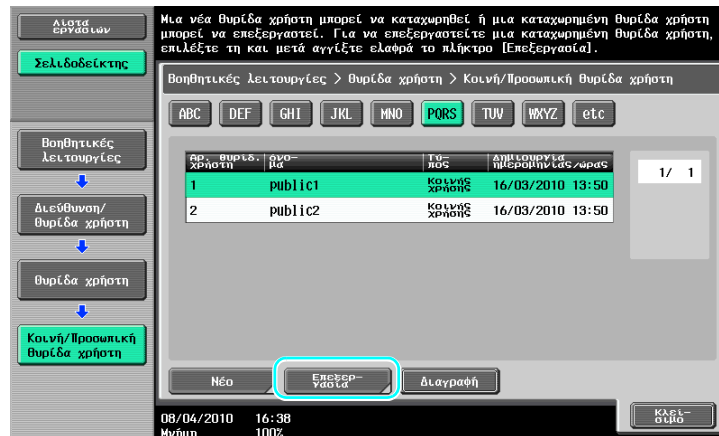 Λίστα
εργασιών
Μια νέα θυρίδα χρήστη μπορεί να καταχωρηθεί ή μια καταχωρημένη θυρίδα χρήστη
μπορεί να επεξεργαστεί. Για να επεξεργαστείτε μια καταχωρημένη θυρίδα χρήστη,
επιλέξτε τη και μετά αγγίξτε ελαφρά το πλήκτρο [Επεξεργασία].
Σελιδοδείκτης
Βοηθητικές λειτουργίες > θυρίδα χρήστη > Κοινή/Προσωπική θυρίδα χρήστη
ABC DEF GHI JKL MNO PQRS TUV WXYZ etc
Βοηθητικές
λειτουργίες
Διεύθυνση/
θυρίδα χρήστη
θυρίδα χρήστη
Κοινή/Προσωπική
θυρίδα χρήστη
Αρ. θυρίδ. όνο- Τύ- Δημιουργία
χρήστη μα πος ημερομηνίας/ώρας
1 public1 Κοινής χρήσης 16/03/2010 13:50
2 public2 Κοινής χρήσης 16/03/2010 13:50
1/ 1
Νέο
Επεξερ-
γασία
Διαγραφή
08/04/2010 16:38
Μνήμη 100%
Κλεί-
σιμο